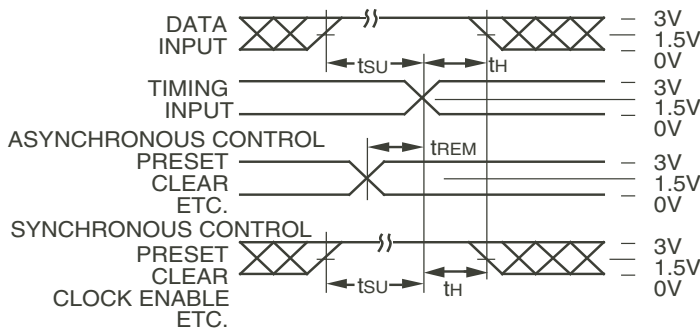 DATA
INPUT
3V
1.5V
0V
tSU
tH
TIMING
INPUT
3V
1.5V
0V
ASYNCHRONOUS CONTROL
tREM
PRESET
CLEAR
ETC.
3V
1.5V
0V
SYNCHRONOUS CONTROL
PRESET
CLEAR
CLOCK ENABLE
ETC.
3V
1.5V
0V
tSU
tH